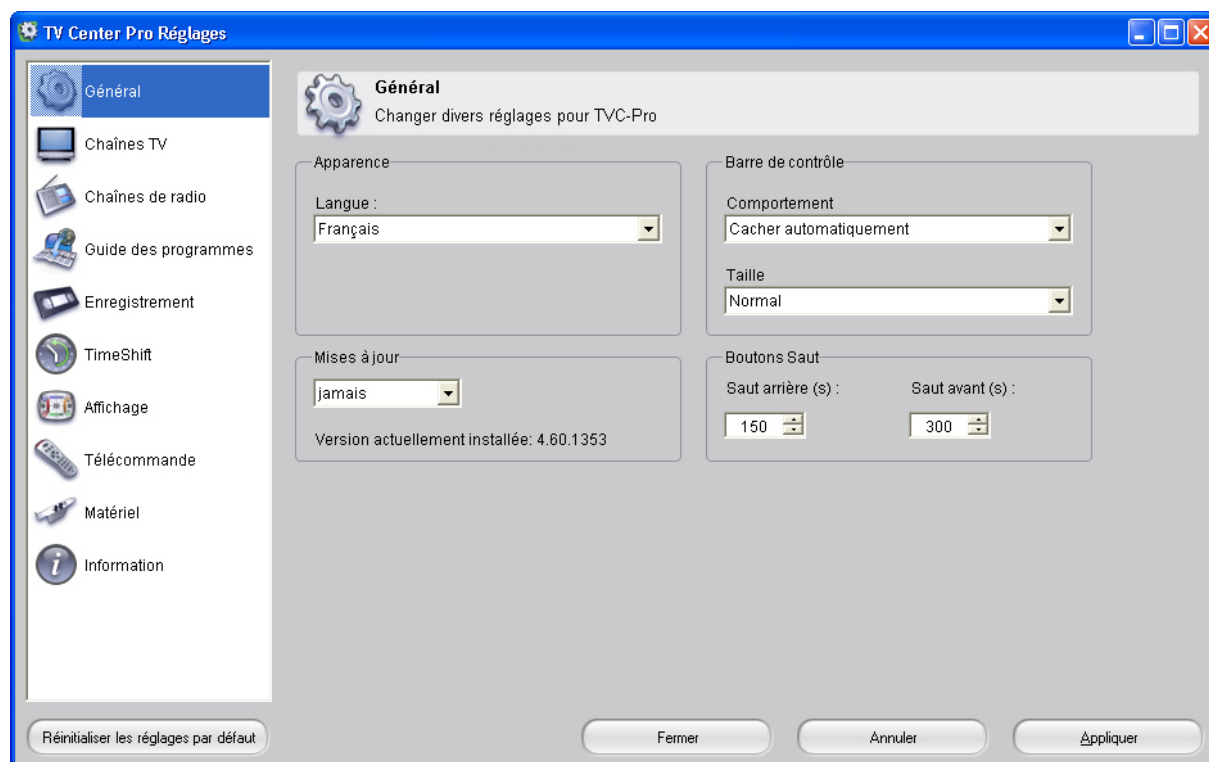 TV Center Pro Réglages
Général
Chaînes TV
Chaînes de radio
Guide des programmes
Enregistrement
TimeShift
Affichage
Télécommande
Matériel
Information
Général
Changer divers réglages pour TVC-Pro
Apparence
Langue :
Français
Barre de contrôle
Comportement
Cacher automatiquement
Taille
Normal
Mises à jour
jamais
Version actuellement installée: 4.60.1353
Boutons Saut
Saut arrière (s) : Saut avant (s) :
150 300
Réinitialiser les réglages par défaut Fermer Annuler Appliquer